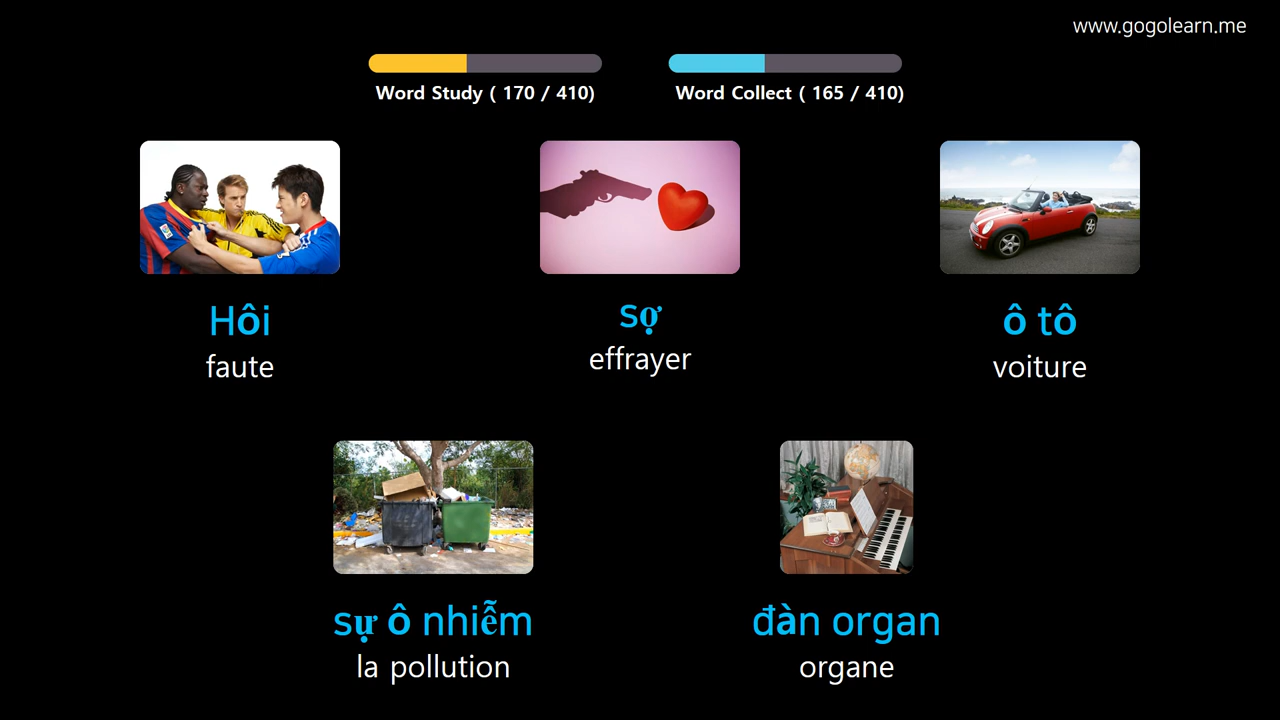 www.gogolearn.me
Word Study ( 170 / 410)
Word Collect ( 165 / 410)
Hôi
faute
sợ
effrayer
ô tô
voiture
sự ô nhiễm
la pollution
đàn organ
organe